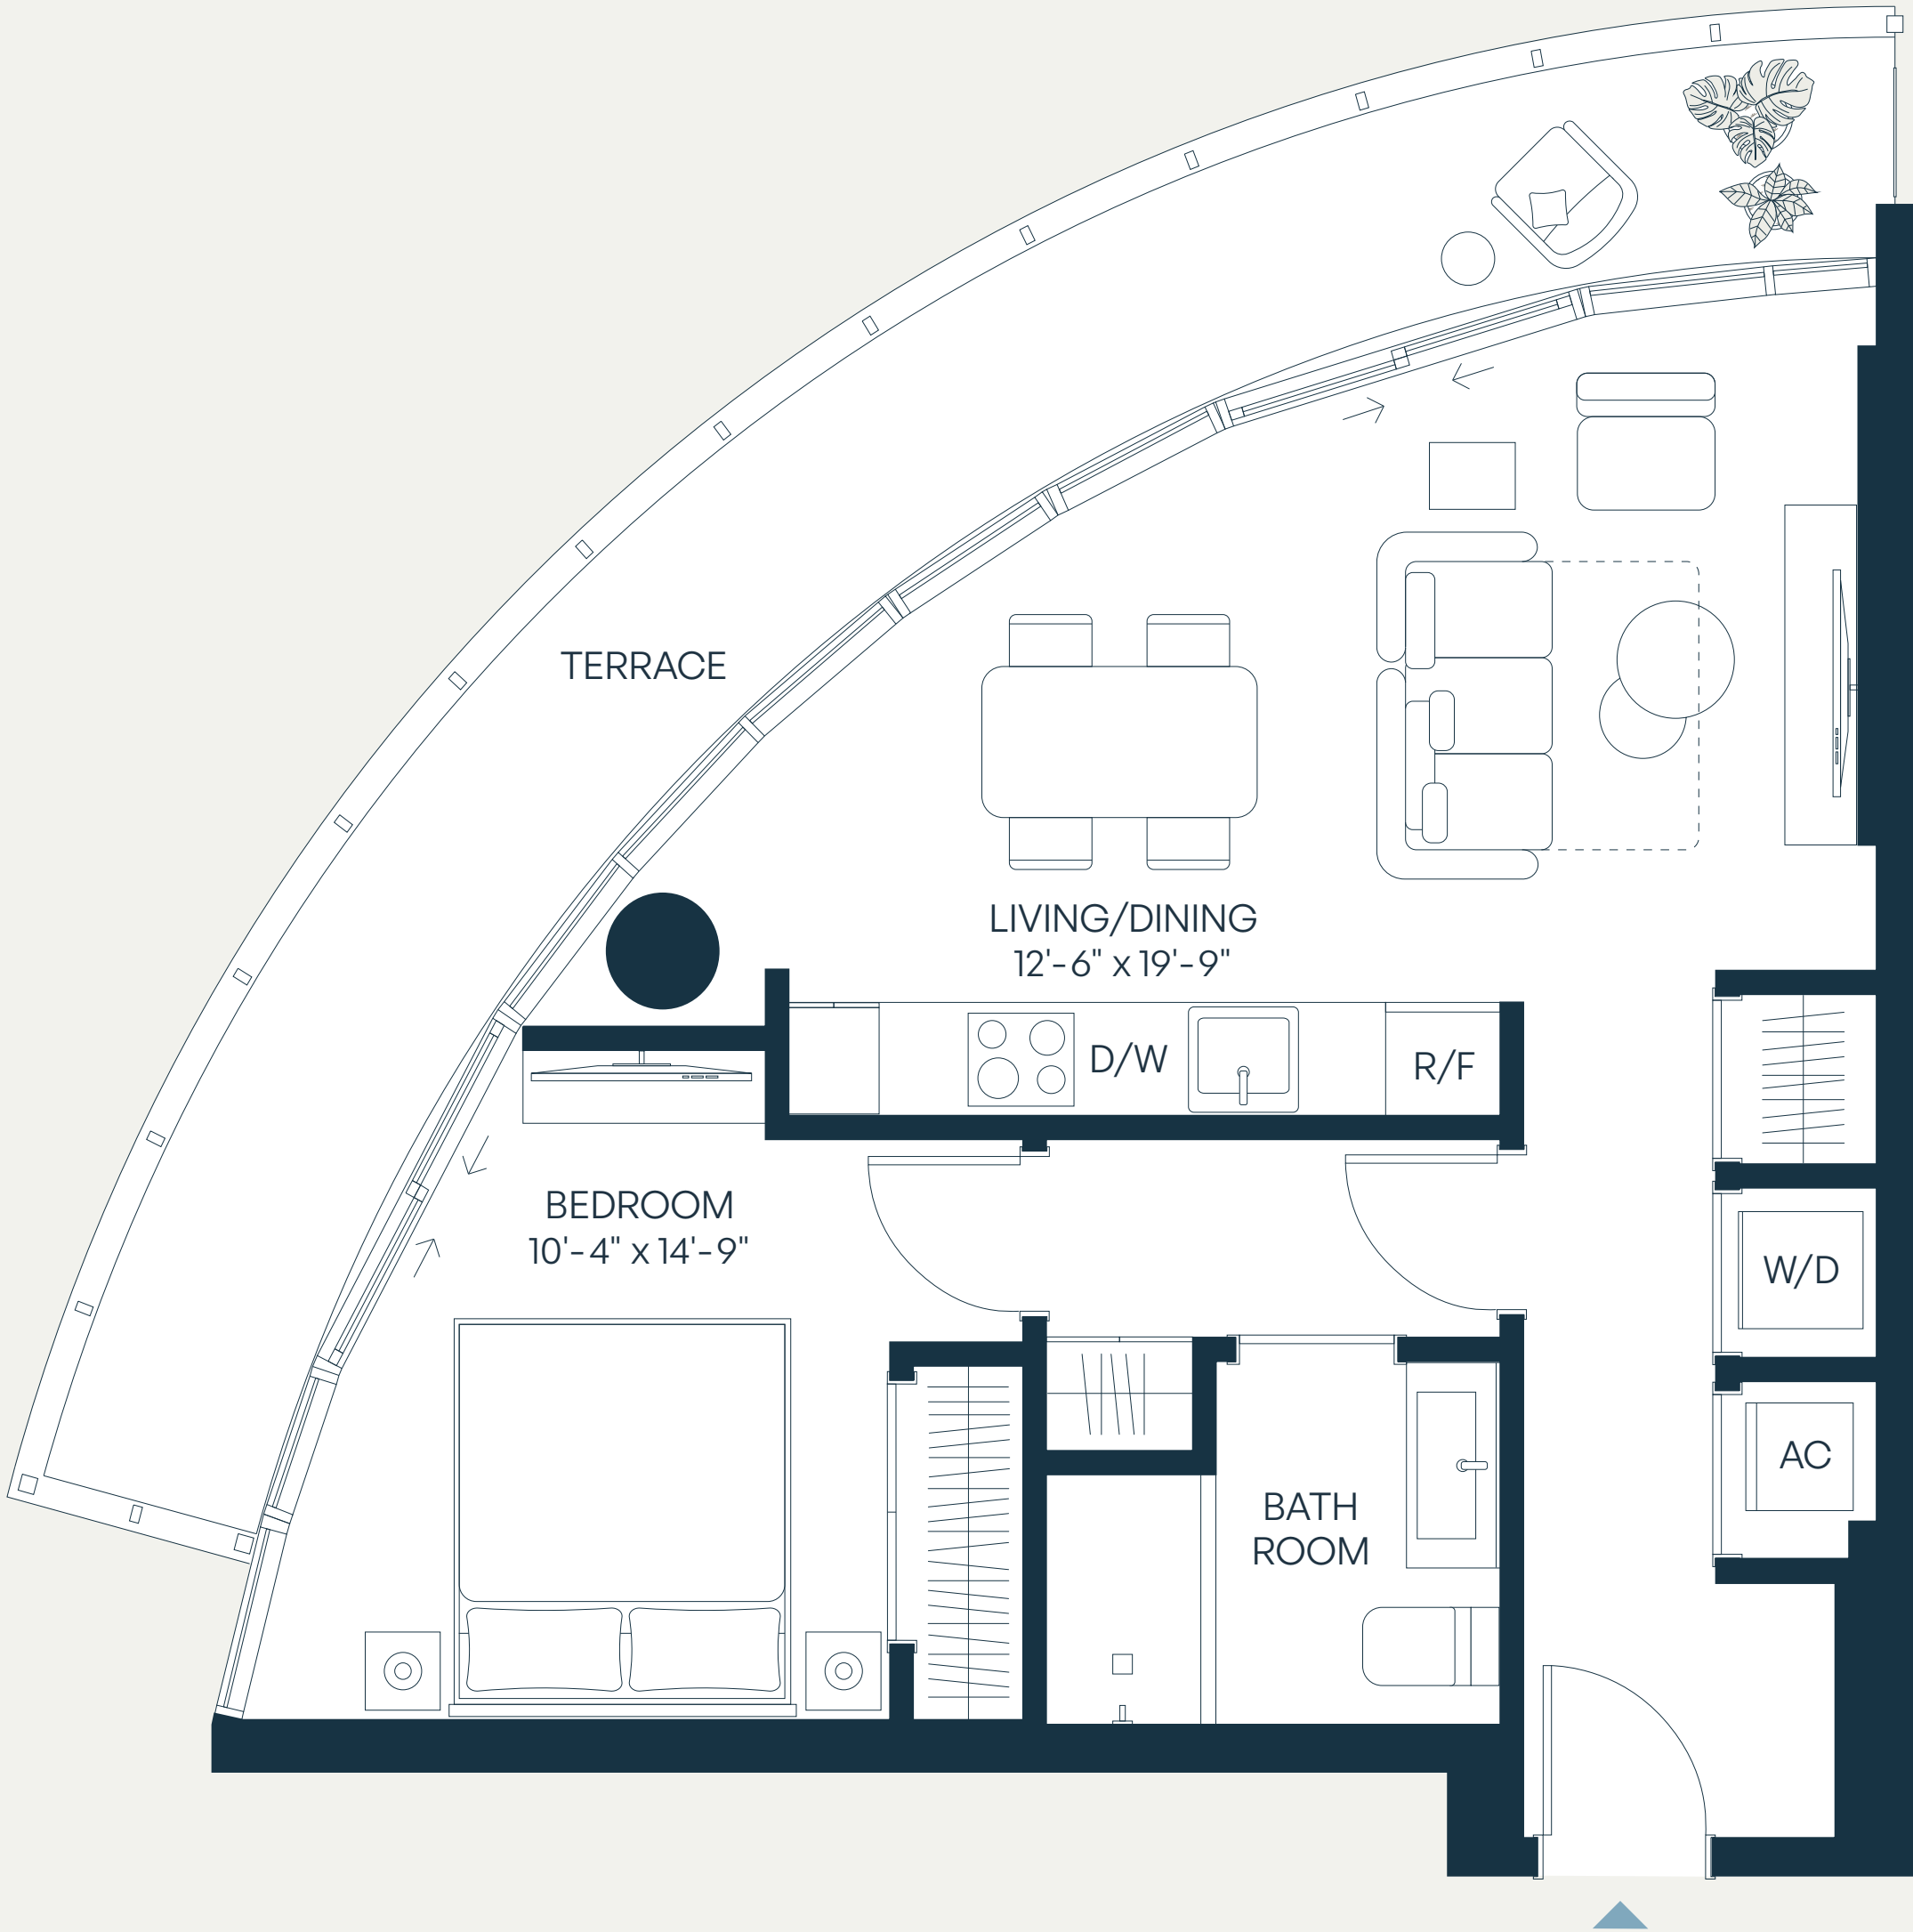 TERRACE
LIVING/DINING
12'-6" x 19'-9"
D/W
R/F
BEDROOM
10'-4" x 14'-9"
W/D
AC
BATH
ROOM